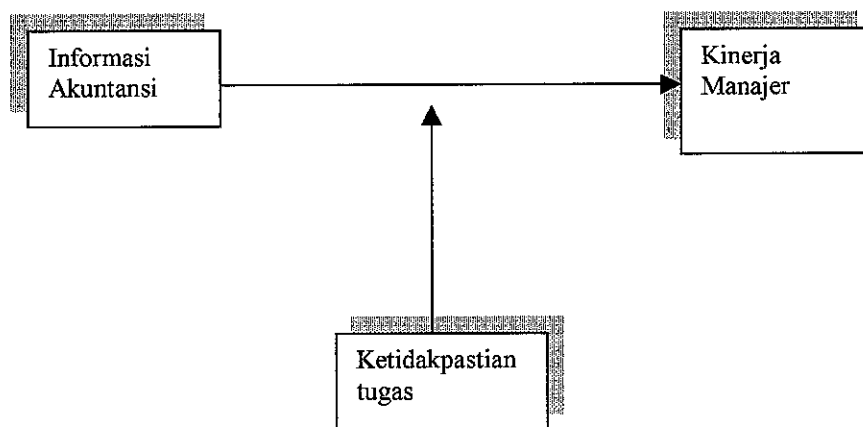 Informasi
Akuntansi
Kinerja
Manajer
Ketidakpastian
tugas